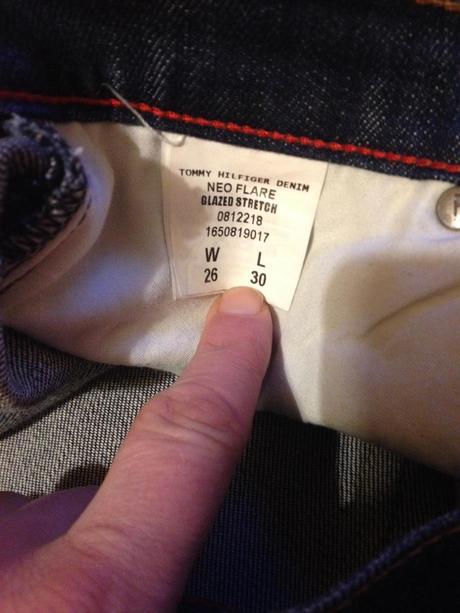 TOMMY HILFIGER DENIM
NEO FLARE
GLAZED STRETCH
0812218
1650819017
W L
26 30